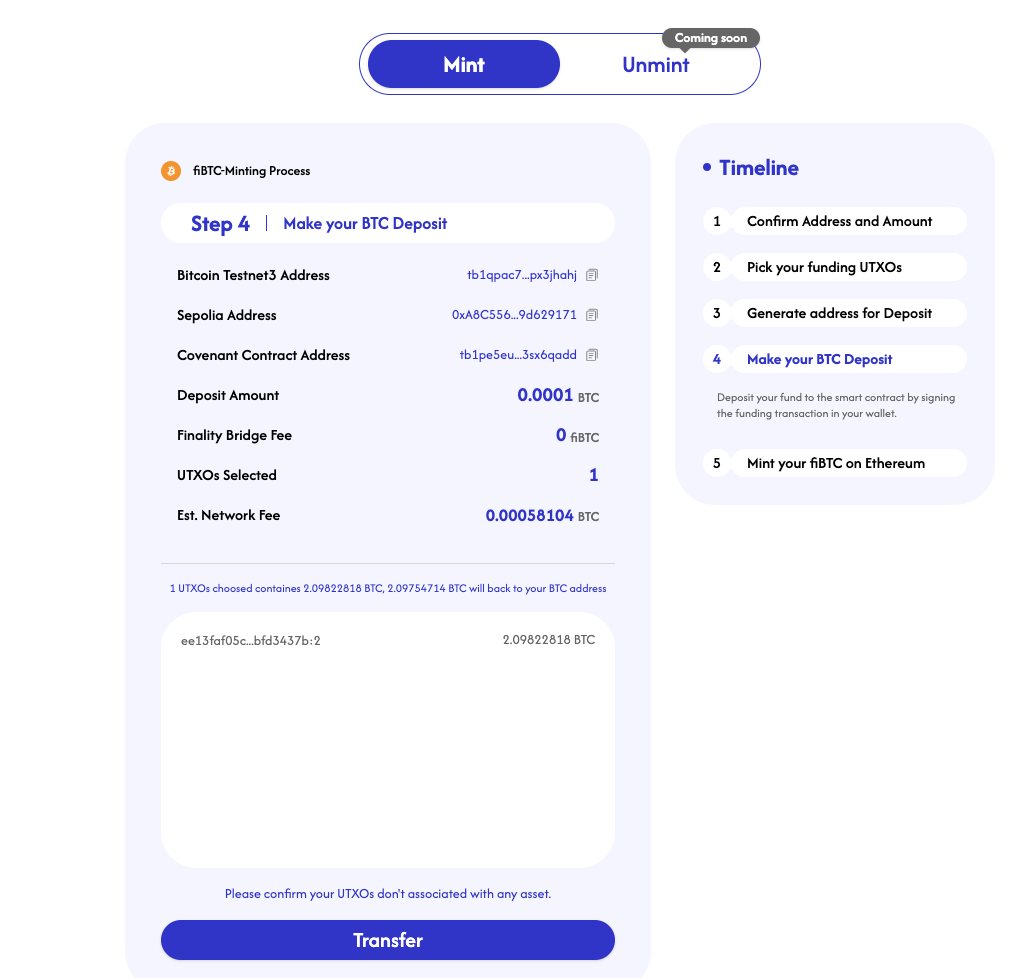 Coming soon
Mint
Unmint
fiBTC-Minting Process
Step 4 | Make your BTC Deposit
Bitcoin Testnet3 Address tb1qpac7...px3jhahj
Sepolia Address 0xA8C556...9d629171
Covenant Contract Address tb1pe5eu...3sx6qadd
Deposit Amount 0.0001 BTC
Finality Bridge Fee 0 fiBTC
UTXOs Selected 1
Est. Network Fee 0.00058104 BTC
1 UTXOs choosed containes 2.09822818 BTC, 2.09754714 BTC will back to your BTC address
ee13faf05c...bfd3437b:2 2.09822818 BTC
Please confirm your UTXOs don't associated with any asset.
Transfer
Timeline
1 Confirm Address and Amount
2 Pick your funding UTXOs
3 Generate address for Deposit
4 Make your BTC Deposit
Deposit your fund to the smart contract by signing
the funding transaction in your wallet.
5 Mint your fiBTC on Ethereum